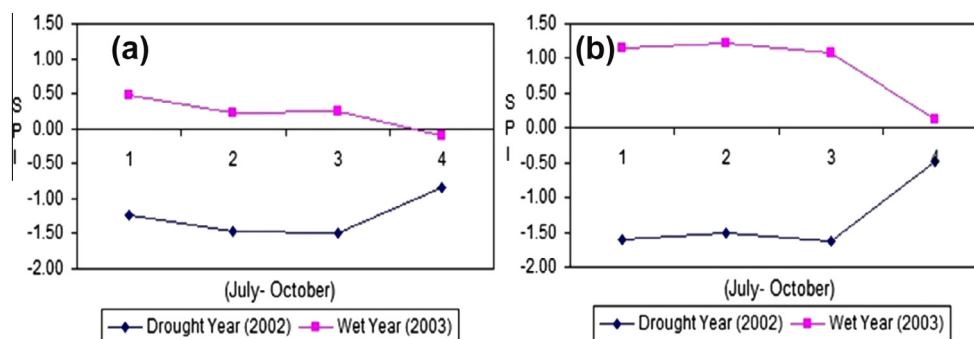 (a)
1.50
1.00
0.50
0.00
-0.50
-1.00
-1.50
-2.00
S
P
I
1 2 3 4
(July- October)
Drought Year (2002) Wet Year (2003)
(b)
1.50
1.00
0.50
0.00
-0.50
-1.00
-1.50
-2.00
S
P
I
1 2 3 4
(July- October)
Drought Year (2002) Wet Year (2003)